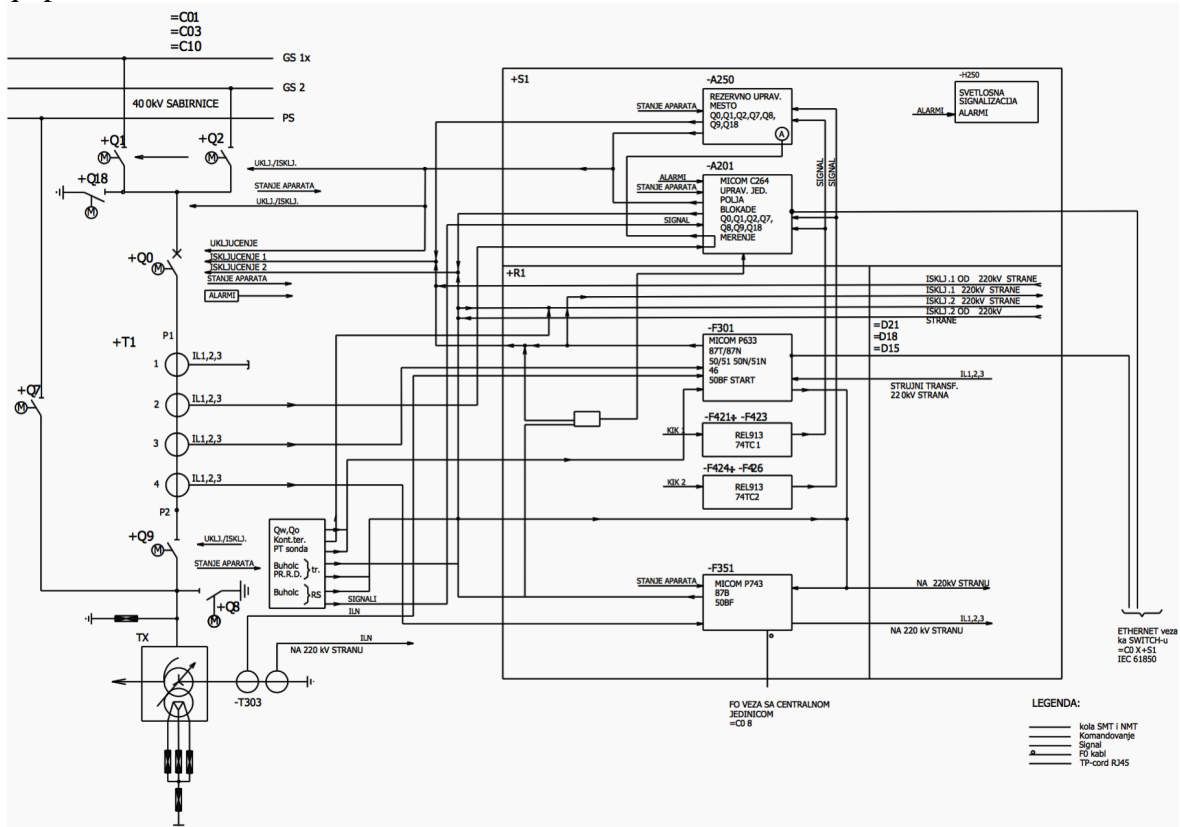 =C01
=C03
=C10
GS 1x
GS 2
400kV SABIRNICE
PS
+Q1
+Q2
M
M
+Q18
M
UKLJ./ISKLJ.
STANJE APARATA
UKLJ./ISKLJ.
+Q0
M
UKLJUCENJE
ISKLJUCENJE 1
ISKLJUCENJE 2
STANJE APARATA
ALARMI
P1
+T1
1
IL1,2,3
2
IL1,2,3
3
IL1,2,3
4
IL1,2,3
P2
+Q7
M
+Q9
M
UKLJ./ISKLJ.
STANJE APARATA
+Q8
M
TX
-T303
ILN
ILN
NA 220 kV STRANU
Qw,Qo
Kont.ter.
PT sonda
Buholc
PR.R.D.
tr.
Buholc
RS
SIGNALI
+S1
-A250
REZERVNO UPRAV.
MESTO
Q0,Q1,Q2,Q7,Q8,
Q9,Q18
A
STANJE APARATA
-H250
SVETLOSNA
SIGNALIZACIJA
ALARMI
ALARMI
-A201
MICOM C264
UPRAV. JED.
POLJA
BLOKADE
Q0,Q1,Q2,Q7,
Q8,Q9,Q18
MERENJE
ALARMI
STANJE APARATA
SIGNAL
SIGNAL
SIGNAL
+R1
ISKLJ.1 OD 220kV STRANE
ISKLJ.1 220kV STRANE
ISKLJ.2 220kV STRANE
ISKLJ.2 OD 220kV
STRANE
-F301
MICOM P633
87T/87N
50/51 50N/51N
46
50BF START
=D21
=D18
=D15
IL1,2,3
STRUJNI TRANSF.
220kV STRANA
-F421+ -F423
KIK 1
REL913
74TC1
-F424+ -F426
KIK 2
REL913
74TC2
-F351
STANJE APARATA
MICOM P743
87B
50BF
NA 220kV STRANU
IL1,2,3
NA 220 kV STRANU
ETHERNET veza
ka SWITCH-u
=C0 X+S1
IEC 61850
FO VEZA SA CENTRALNOM
JEDINICOM
=C0 8
LEGENDA:
kola SMT i NMT
Komandovanje
Signal
FO kabl
TP-cord RJ45